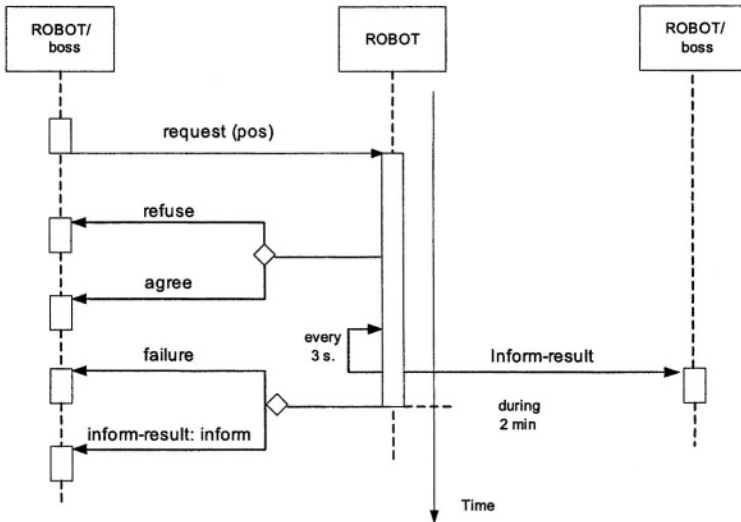 ROBOT/
boss
ROBOT
ROBOT/
boss
request (pos)
refuse
agree
every
3 s.
failure
Inform-result
during
2 min
inform-result: inform
Time